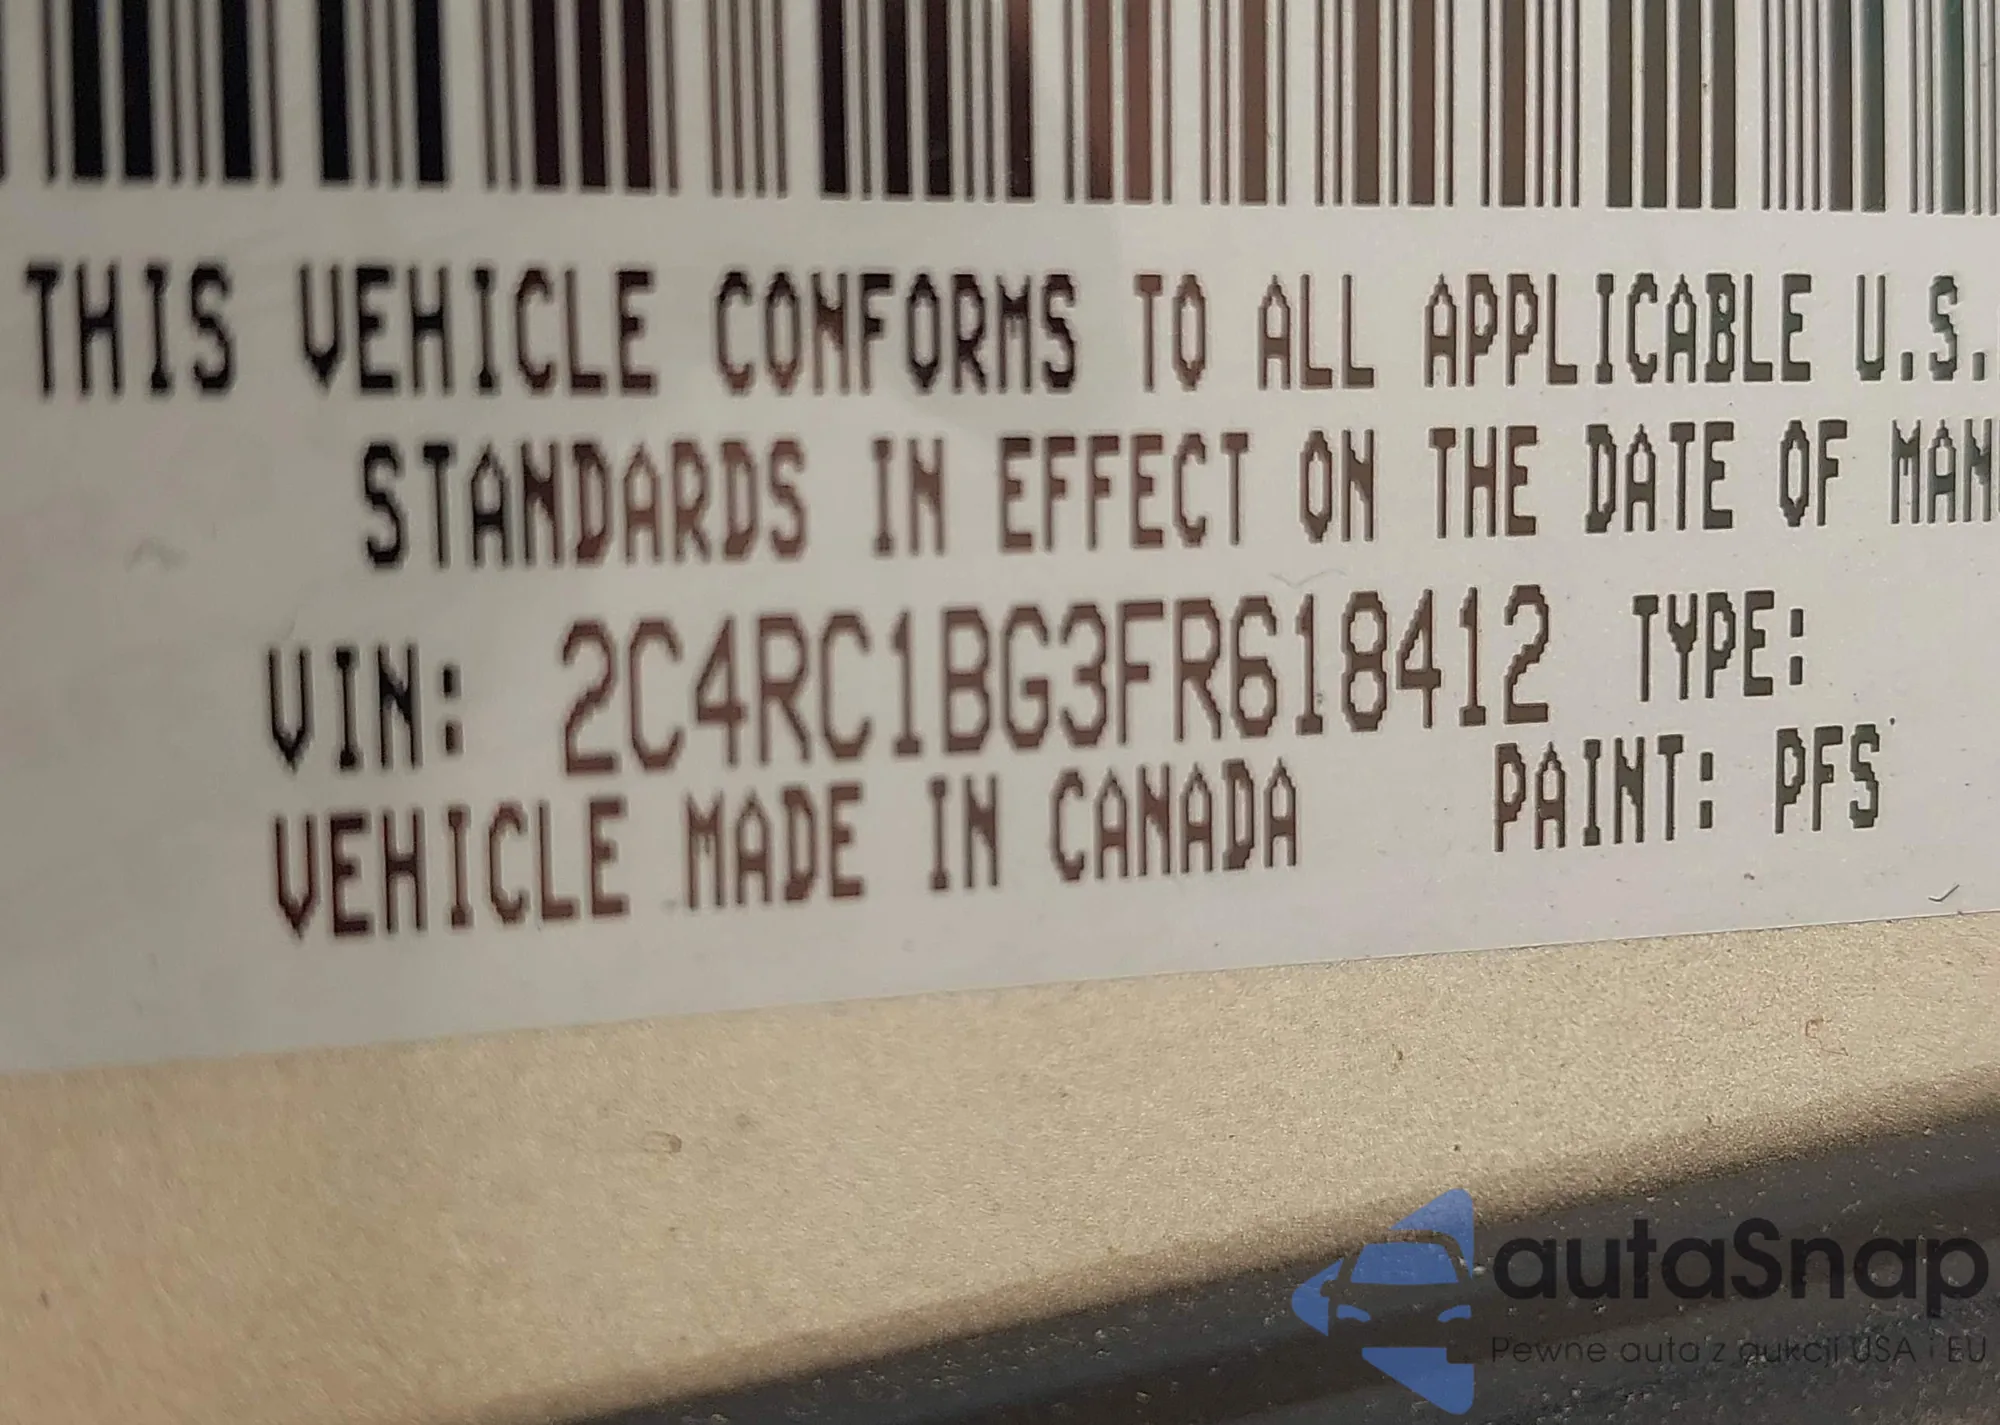 THIS VEHICLE CONFORMS TO ALL APPLICABLE U.S.
STANDARDS IN EFFECT ON THE DATE OF MAN
VIN: 2C4RC1BG3FR618412 TYPE:
VEHICLE MADE IN CANADA PAINT: PFS
autaSnap
Pewne auta z aukcji USA i EU